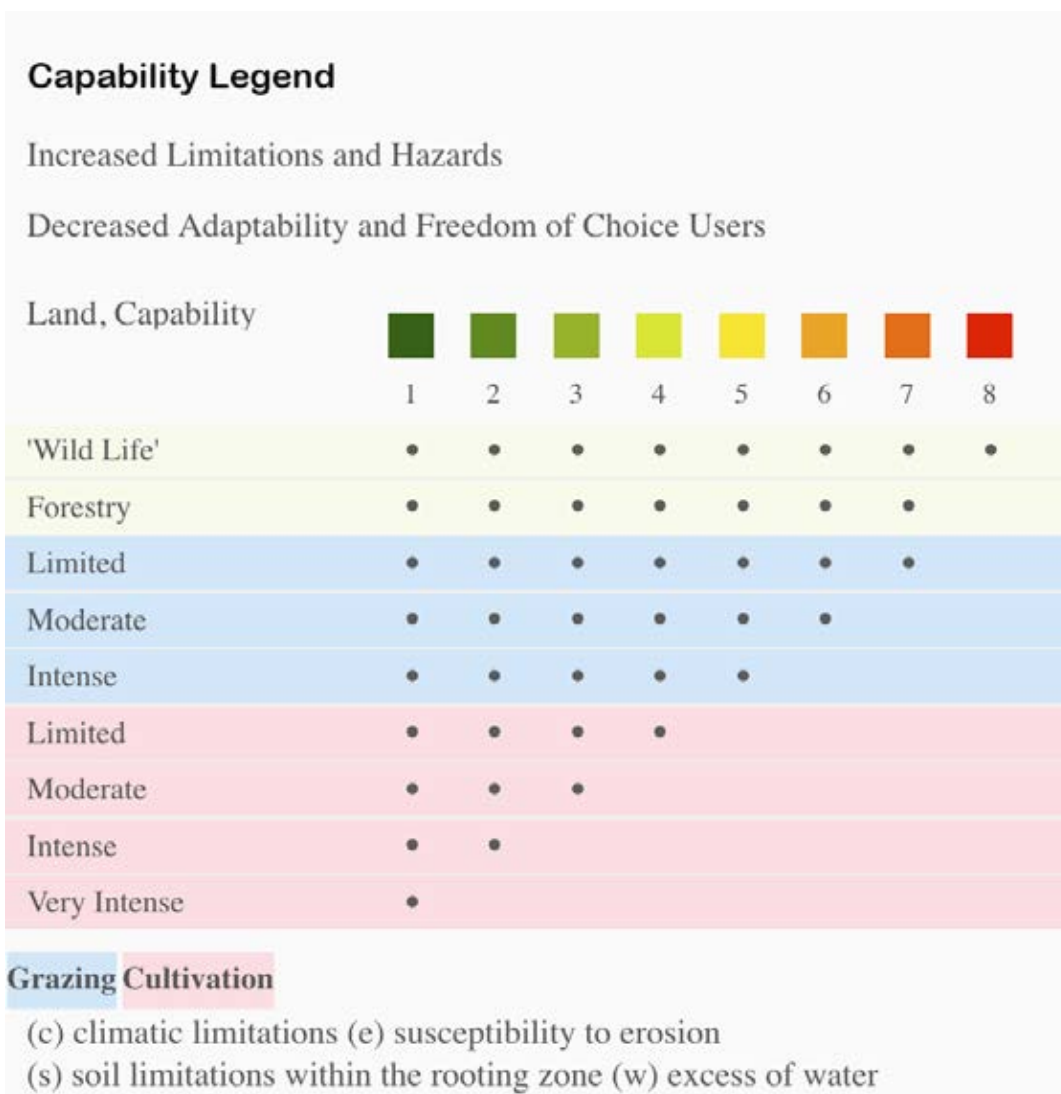 Capability Legend
Increased Limitations and Hazards
Decreased Adaptability and Freedom of Choice Users
Land, Capability
1 2 3 4 5 6 7 8
'Wild Life'
Forestry
Limited
Moderate
Intense
Limited
Moderate
Intense
Very Intense
Grazing Cultivation
(c) climatic limitations (e) susceptibility to erosion
(s) soil limitations within the rooting zone (w) excess of water